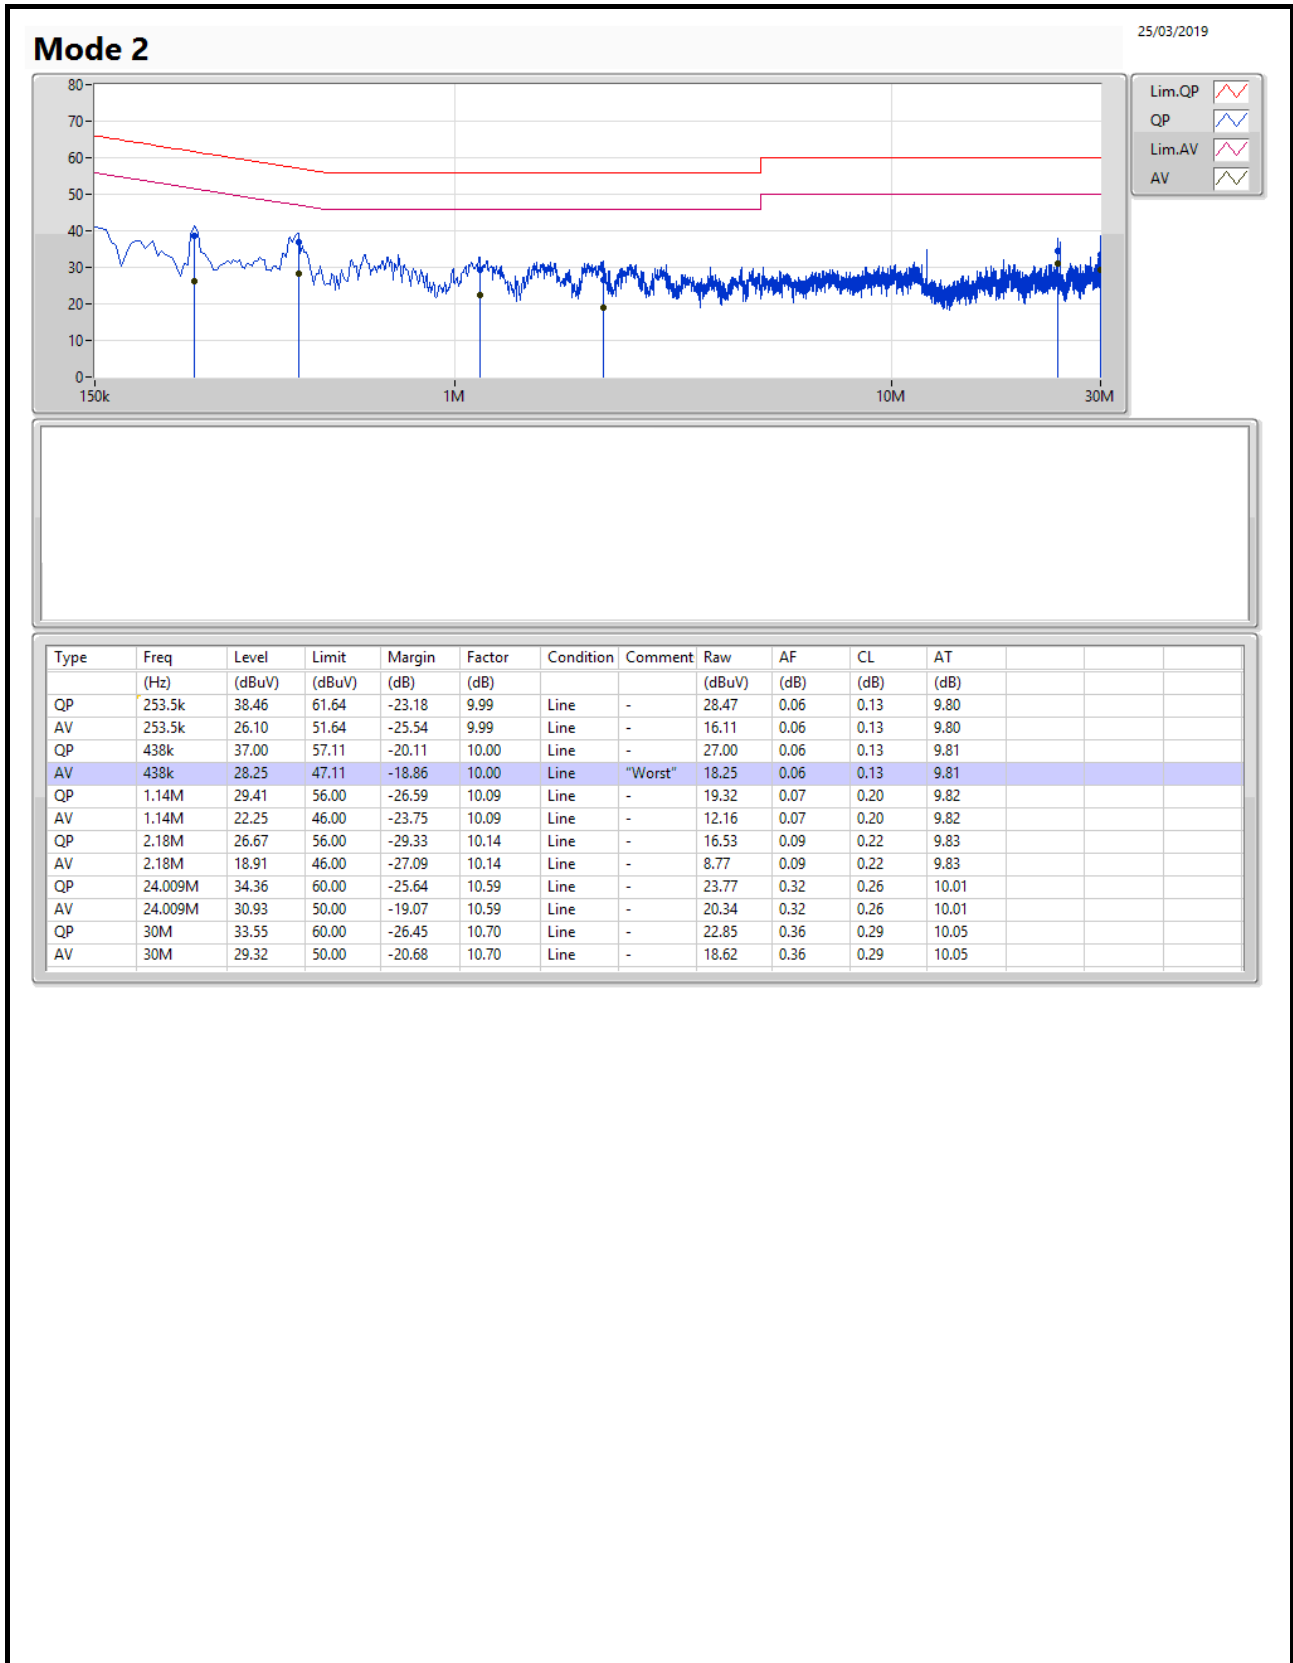 25/03/2019
Mode 2
80
70
60
50
40
30
20
10
0
150k 1M 10M 30M
Lim.QP
QP
Lim.AV
AV
Type Freq Level Limit Margin Factor Condition Comment Raw AF CL AT
(Hz) (dBuV) (dBuV) (dB) (dB) (dBuV) (dB) (dB) (dB)
QP 253.5k 38.46 61.64 -23.18 9.99 Line - 28.47 0.06 0.13 9.80
AV 253.5k 26.10 51.64 -25.54 9.99 Line - 16.11 0.06 0.13 9.80
QP 438k 37.00 57.11 -20.11 10.00 Line - 27.00 0.06 0.13 9.81
AV 438k 28.25 47.11 -18.86 10.00 Line "Worst" 18.25 0.06 0.13 9.81
QP 1.14M 29.41 56.00 -26.59 10.09 Line - 19.32 0.07 0.20 9.82
AV 1.14M 22.25 46.00 -23.75 10.09 Line - 12.16 0.07 0.20 9.82
QP 2.18M 26.67 56.00 -29.33 10.14 Line - 16.53 0.09 0.22 9.83
AV 2.18M 18.91 46.00 -27.09 10.14 Line - 8.77 0.09 0.22 9.83
QP 24.009M 34.36 60.00 -25.64 10.59 Line - 23.77 0.32 0.26 10.01
AV 24.009M 30.93 50.00 -19.07 10.59 Line - 20.34 0.32 0.26 10.01
QP 30M 33.55 60.00 -26.45 10.70 Line - 22.85 0.36 0.29 10.05
AV 30M 29.32 50.00 -20.68 10.70 Line - 18.62 0.36 0.29 10.05